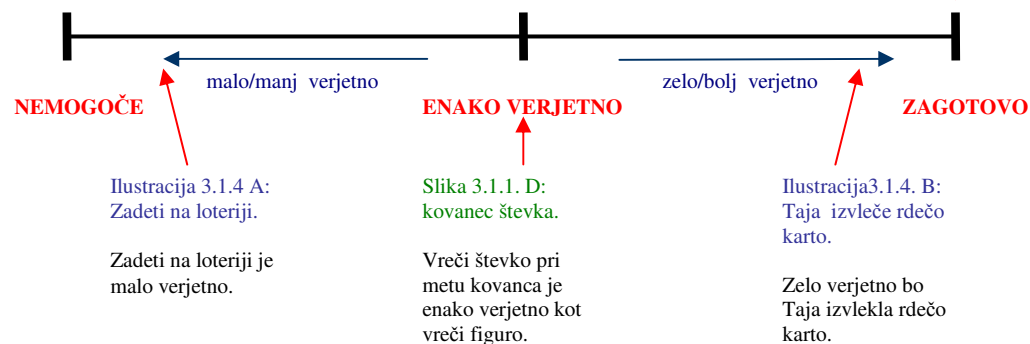 malo/manj verjetno
zelo/bolj verjetno
NEMOGOČE
ENAKO VERJETNO
ZAGOTOVO
Ilustracija 3.1.4 A:
Zadeti na loteriji.
Zadeti na loteriji je
malo verjetno.
Slika 3.1.1. D:
kovanec števka.
Vreči števko pri
metu kovanca je
enako verjetno kot
vreči figuro.
Ilustracija3.1.4. B:
Taja izvleče rdečo
karto.
Zelo verjetno bo
Taja izvlekla rdečo
karto.